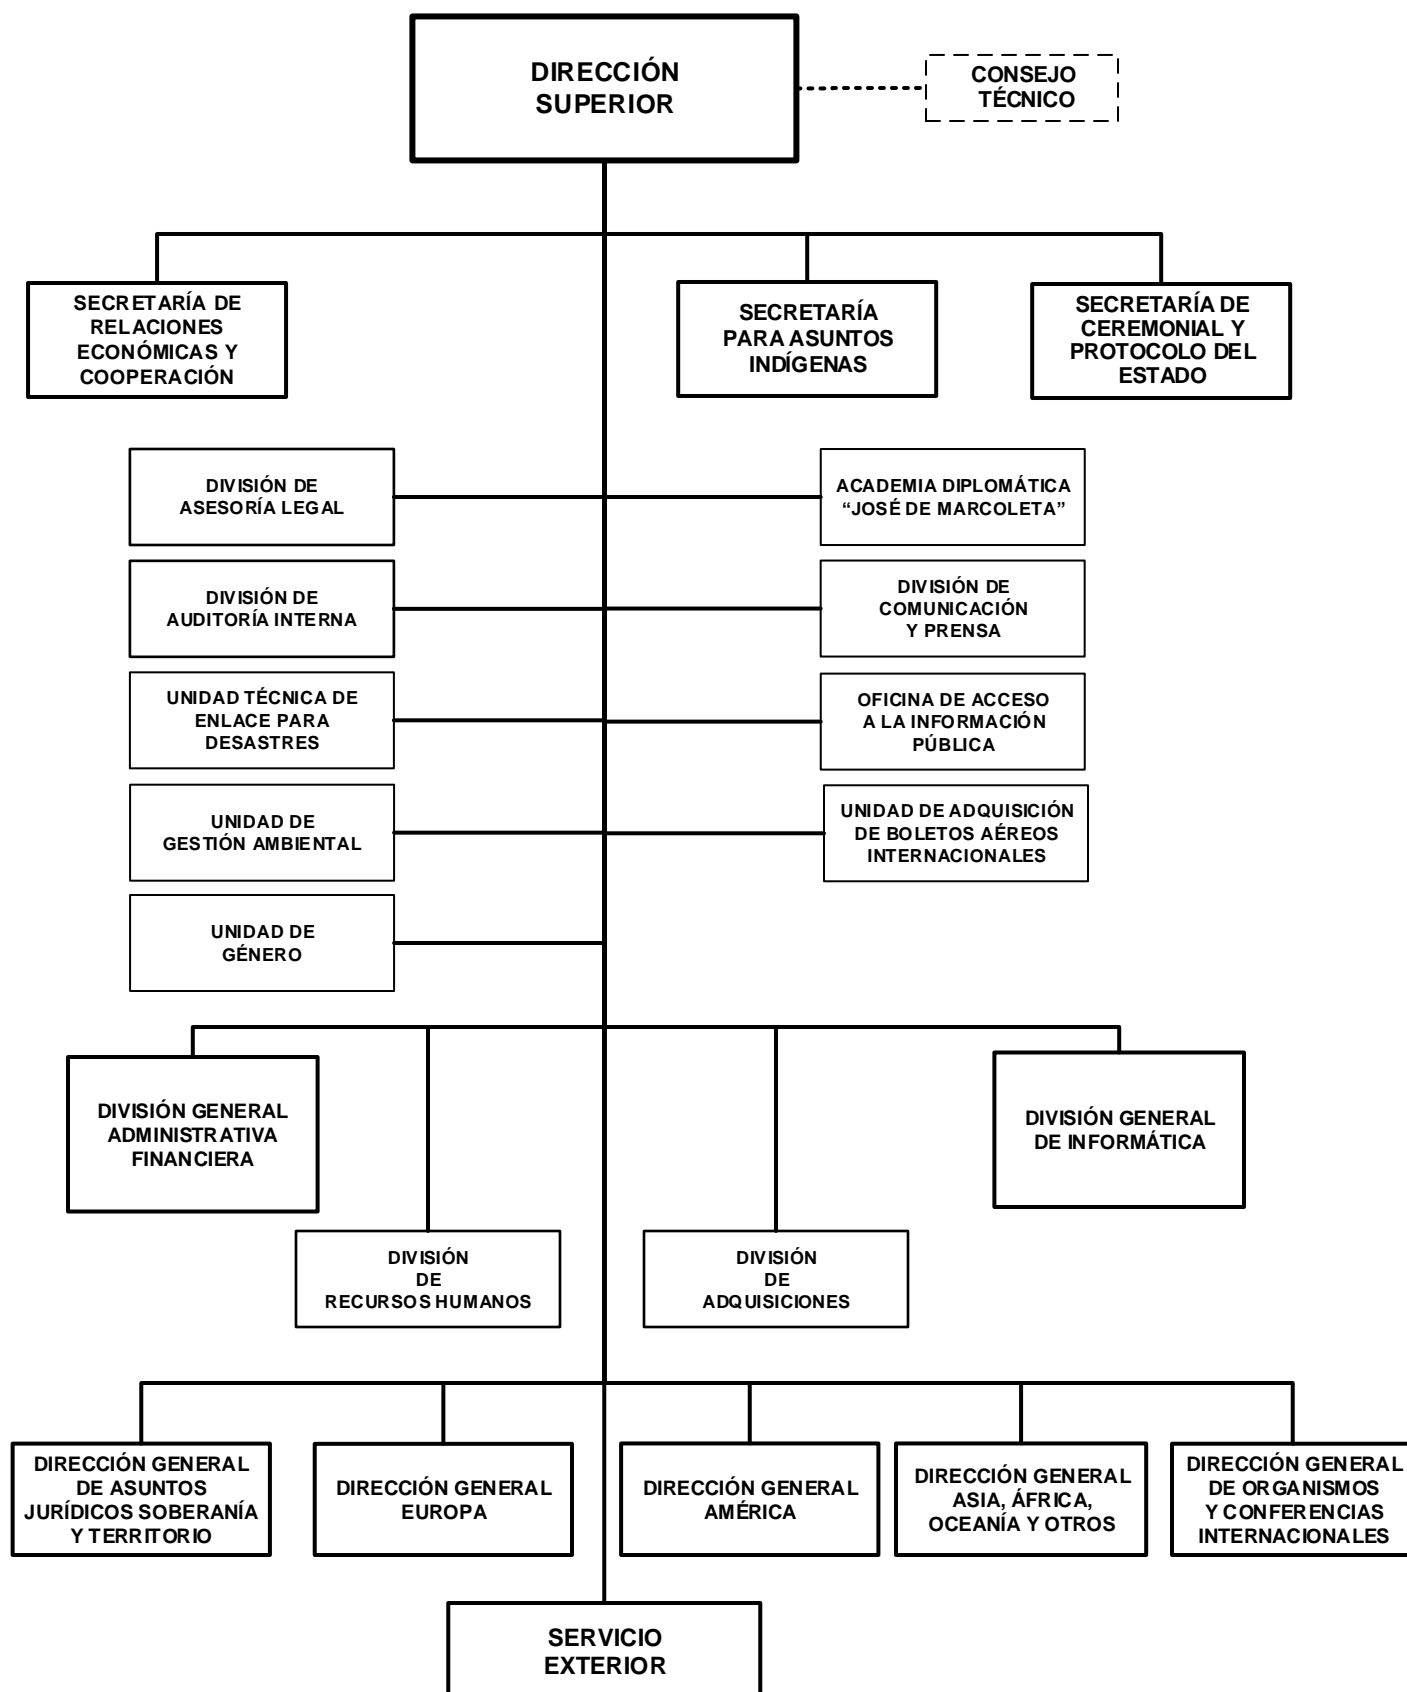 DIRECCIÓN
SUPERIOR
CONSEJO
TÉCNICO
SECRETARÍA DE
RELACIONES
ECONÓMICAS Y
COOPERACIÓN
SECRETARÍA
PARA ASUNTOS
INDÍGENAS
SECRETARÍA DE
CEREMONIAL Y
PROTOCOLO DEL
ESTADO
DIVISIÓN DE
ASESORÍA LEGAL
ACADEMIA DIPLOMÁTICA
“JOSÉ DE MARCOLETA”
DIVISIÓN DE
AUDITORÍA INTERNA
DIVISIÓN DE
COMUNICACIÓN
Y PRENSA
UNIDAD TÉCNICA DE
ENLACE PARA
DESASTRES
OFICINA DE ACCESO
A LA INFORMACIÓN
PÚBLICA
UNIDAD DE
GESTIÓN AMBIENTAL
UNIDAD DE ADQUISICIÓN
DE BOLETOS AÉREOS
INTERNACIONALES
UNIDAD DE
GÉNERO
DIVISIÓN GENERAL
ADMINISTRATIVA
FINANCIERA
DIVISIÓN GENERAL
DE INFORMÁTICA
DIVISIÓN
DE
RECURSOS HUMANOS
DIVISIÓN
DE
ADQUISICIONES
DIRECCIÓN GENERAL
DE ASUNTOS
JURÍDICOS SOBERANÍA
Y TERRITORIO
DIRECCIÓN GENERAL
EUROPA
DIRECCIÓN GENERAL
AMÉRICA
DIRECCIÓN GENERAL
ASIA, ÁFRICA,
OCEANÍA Y OTROS
DIRECCIÓN GENERAL
DE ORGANISMOS
Y CONFERENCIAS
INTERNACIONALES
SERVICIO
EXTERIOR